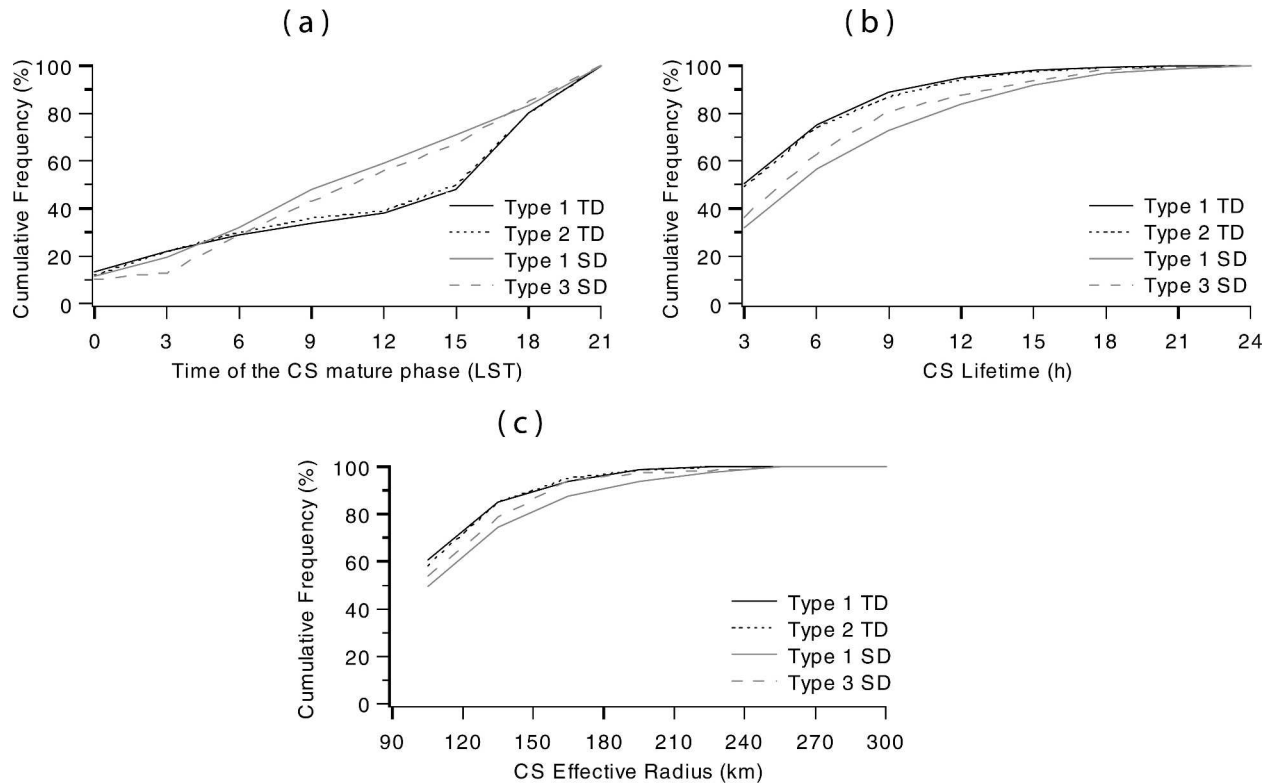 (a)
Cumulative Frequency (%)
100
80
60
40
20
0
Type 1 TD
Type 2 TD
Type 1 SD
Type 3 SD
0 3 6 9 12 15 18 21
Time of the CS mature phase (LST)
(b)
Cumulative Frequency (%)
100
80
60
40
20
0
Type 1 TD
Type 2 TD
Type 1 SD
Type 3 SD
3 6 9 12 15 18 21 24
CS Lifetime (h)
(c)
Cumulative Frequency (%)
100
80
60
40
20
0
Type 1 TD
Type 2 TD
Type 1 SD
Type 3 SD
90 120 150 180 210 240 270 300
CS Effective Radius (km)